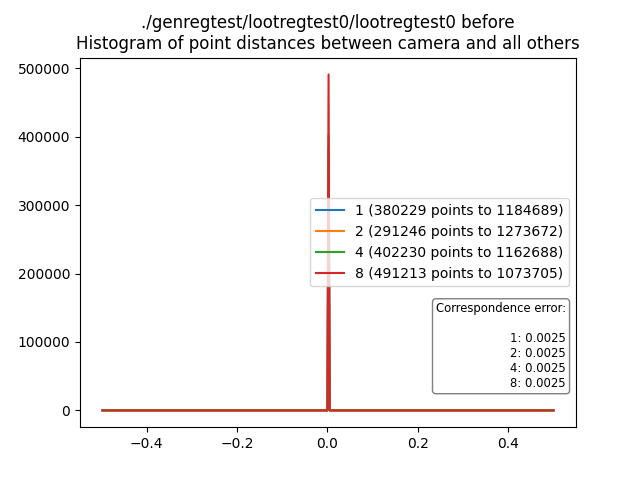 ./genregtest/lootregtest0/lootregtest0 before
Histogram of point distances between camera and all others
500000
400000
300000
200000
100000
0
1 (380229 points to 1184689)
2 (291246 points to 1273672)
4 (402230 points to 1162688)
8 (491213 points to 1073705)
Correspondence error:
1: 0.0025
2: 0.0025
4: 0.0025
8: 0.0025
−0.4 −0.2 0.0 0.2 0.4